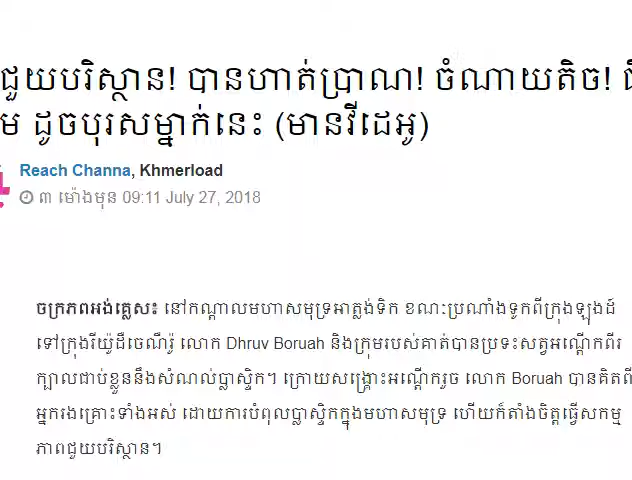 ជួយបរិស្ថាន! បានហាត់ប្រាណ! ចំណាយតិច!
ដូចបុរសម្នាក់នេះ (មានវីដេអូ)
Reach Channa, Khmerload
៣ ម៉ោងមុន 09:11 July 27, 2018
ចក្រភពអង់គ្លេស៖ នៅកណ្ដាលមហាសមុទ្រអាត្លង់ទិក ខណៈប្រណាំងទូកពីក្រុងឡុងដ៍
ទៅក្រុងរីយ៉ូដឺចេណឺរ៉ូ លោក Dhruv Boruah និងក្រុមរបស់គាត់បានប្រទះសត្វអណ្ដើកពីរ
ក្បាលជាប់ខ្លួននឹងសំណល់ប្លាស្ទិក។ ក្រោយសង្គ្រោះអណ្ដើករួច លោក Boruah បានគិតពី
អ្នករងគ្រោះទាំងអស់ ដោយការបំពុលប្លាស្ទិកក្នុងមហាសមុទ្រ ហើយក៏តាំងចិត្តធ្វើសកម្ម
ភាពជួយបរិស្ថាន។